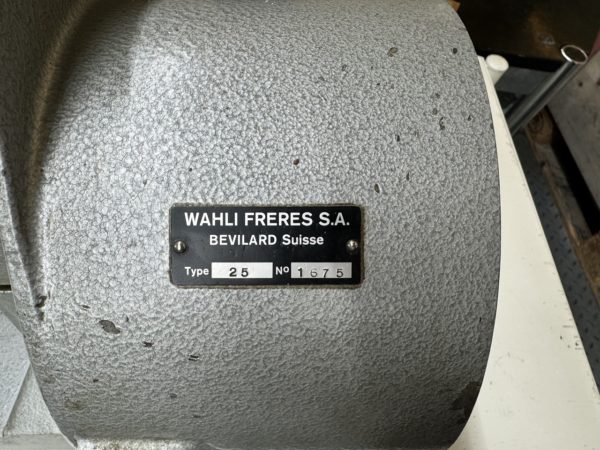 WAHLI FRERES S.A.
BEVILARD Suisse
Type 25 No 1675